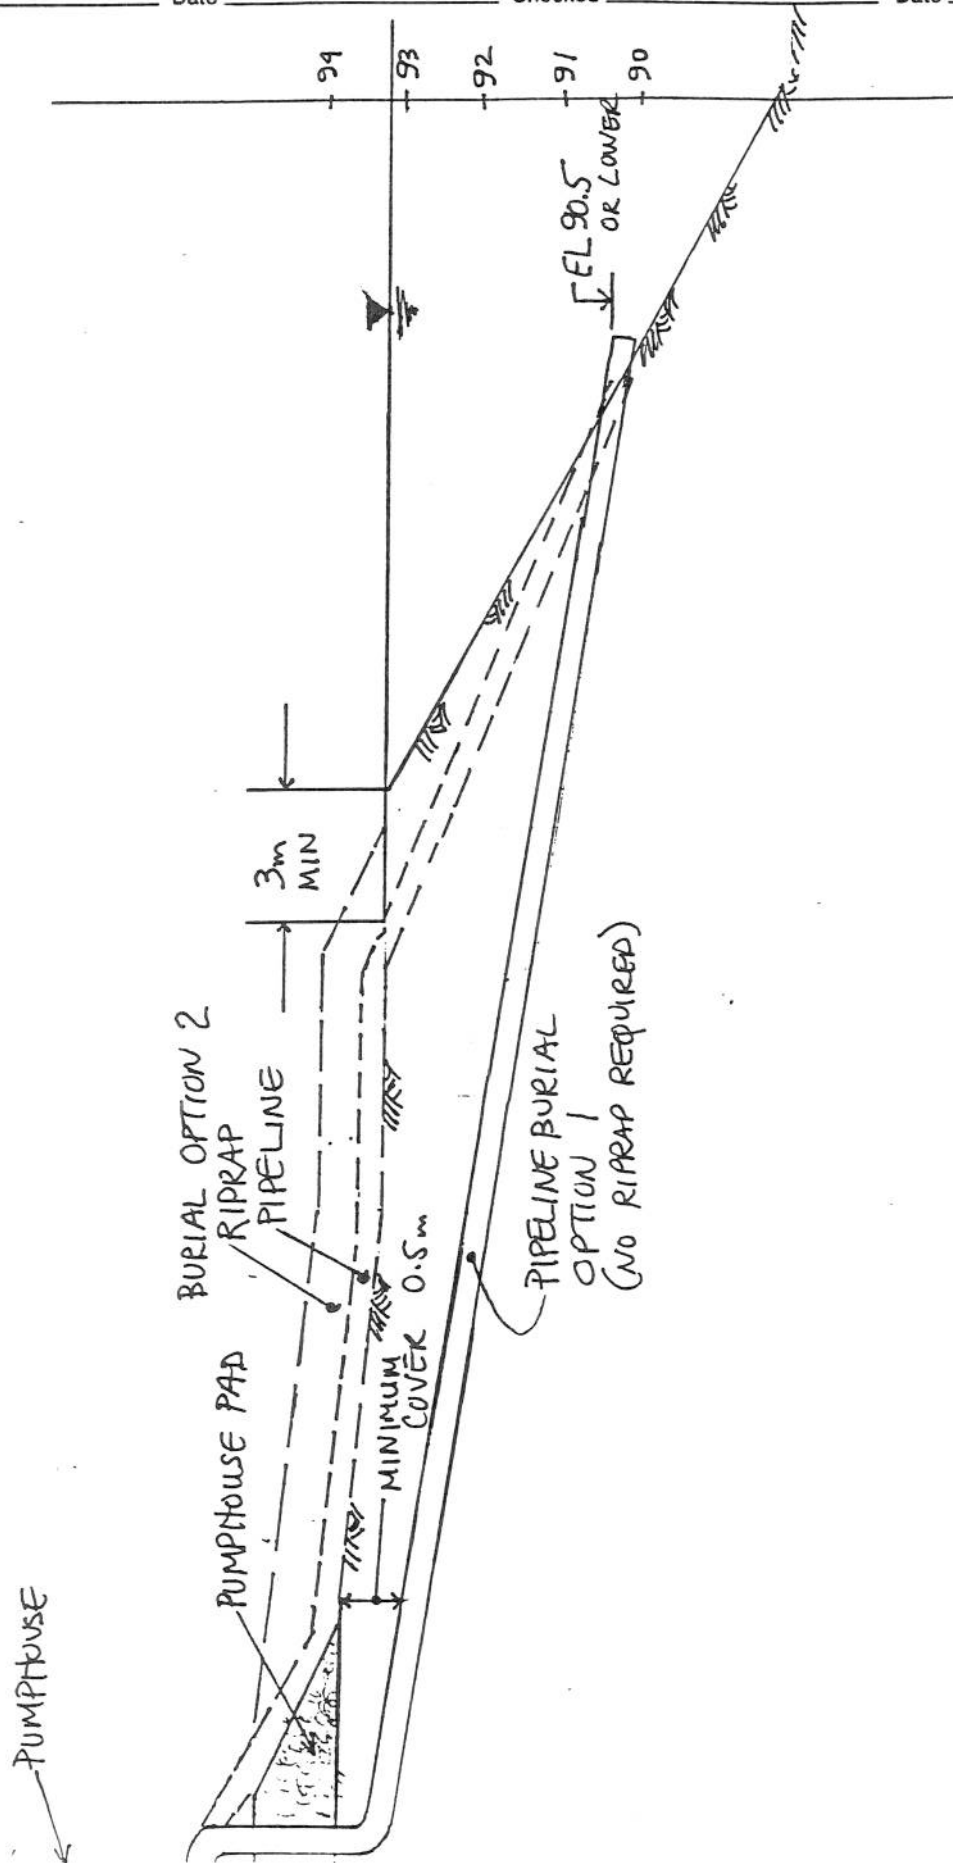 Date
Checked
Date
PUMPHOUSE
PUMPHOUSE PAD
BURIAL OPTION 2
RIPRAP
PIPELINE
3m
MIN
EL 90.5
OR LOWER
94
93
92
91
90
MINIMUM
COVER 0.5m
PIPELINE BURIAL
OPTION 1
(NO RIPRAP REQUIRED)